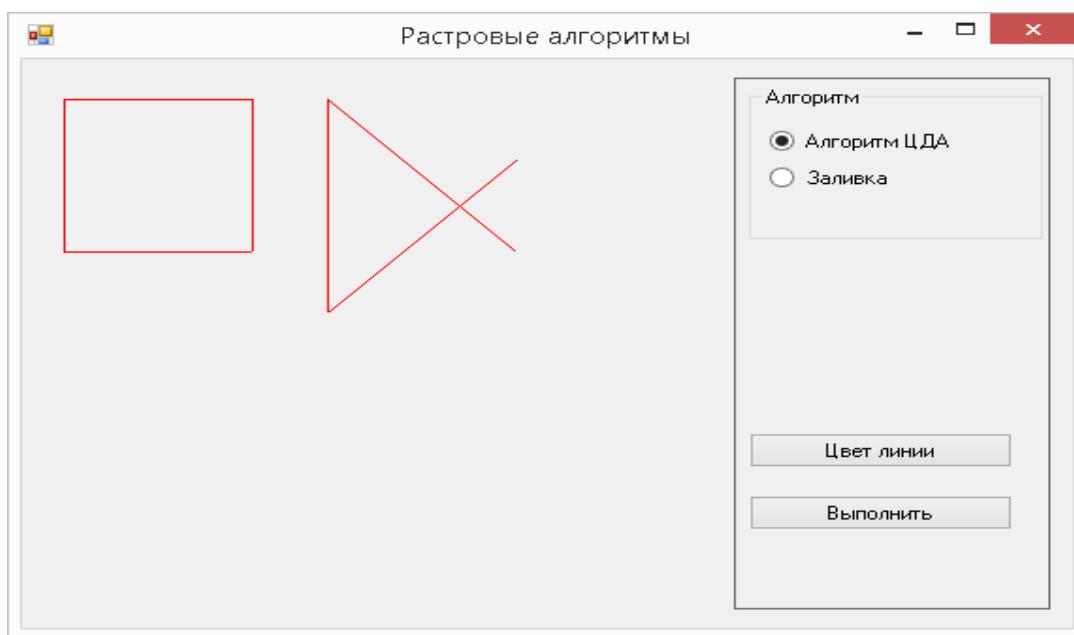 Растровые алгоритмы
Алгоритм
Алгоритм ЦДА
Заливка
Цвет линии
Выполнить